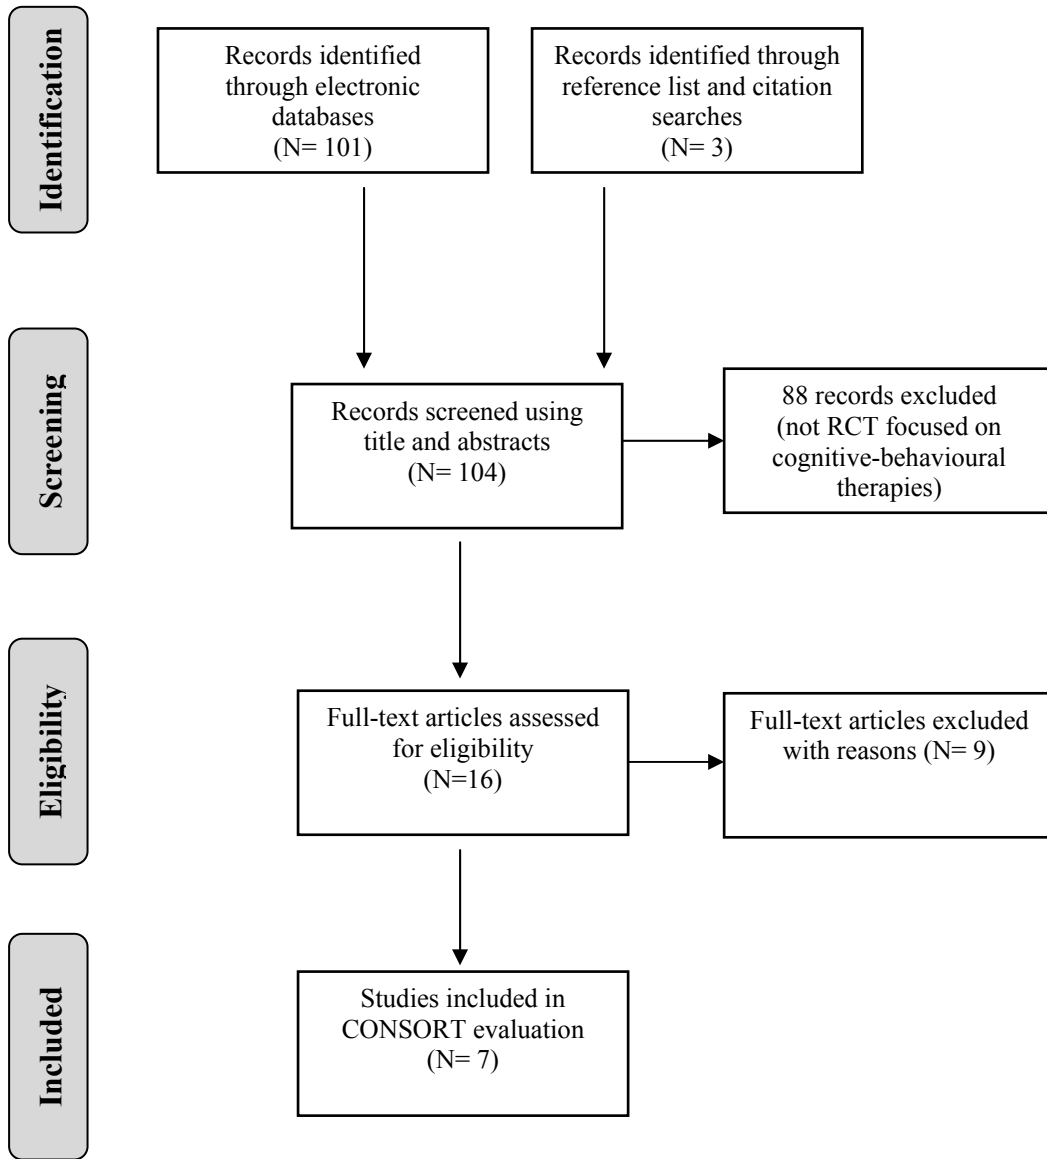 Identification
Records identified
through electronic
databases
(N= 101)
Records identified through
reference list and citation
searches
(N= 3)
Screening
Records screened using
title and abstracts
(N= 104)
88 records excluded
(not RCT focused on
cognitive-behavioural
therapies)
Eligibility
Full-text articles assessed
for eligibility
(N=16)
Full-text articles excluded
with reasons (N= 9)
Included
Studies included in
CONSORT evaluation
(N= 7)